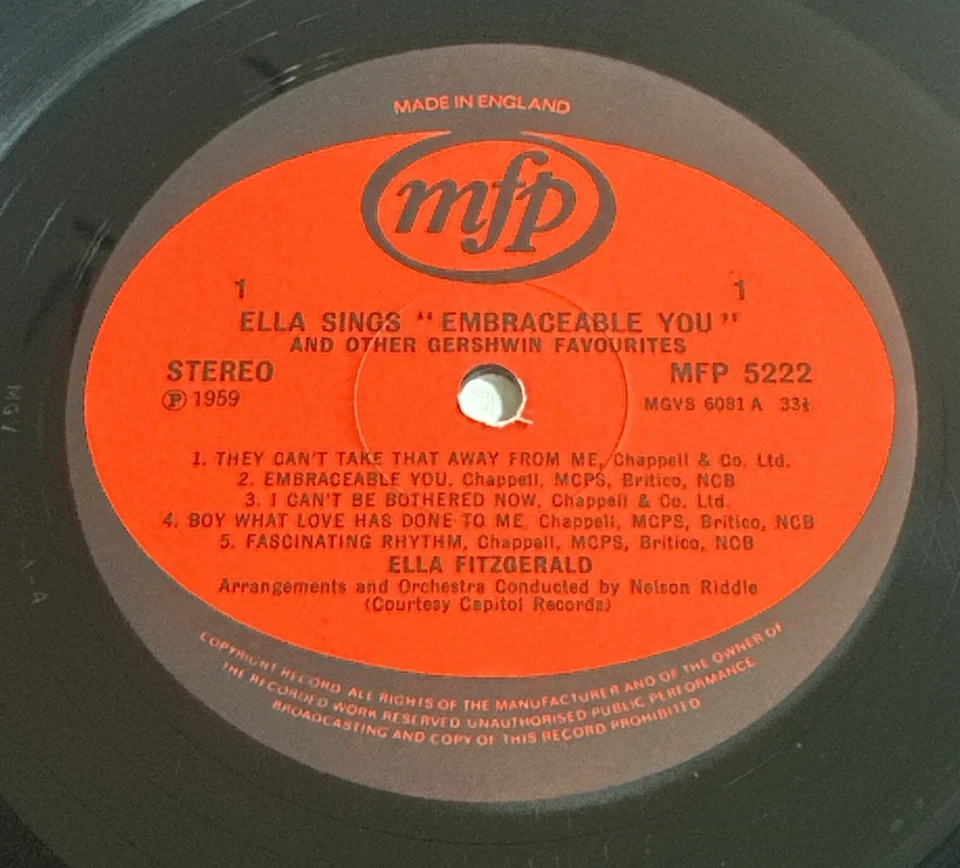 MADE IN ENGLAND
mfp
1 1
ELLA SINGS "EMBRACEABLE YOU"
AND OTHER GERSHWIN FAVOURITES
STEREO MFP 5222
Ⓟ 1959 MGVS 6081 A 33⅓
1. THEY CAN'T TAKE THAT AWAY FROM ME, Chappell & Co. Ltd.
2. EMBRACEABLE YOU, Chappell, MCPS, Britico, NCB
3. I CAN'T BE BOTHERED NOW, Chappell & Co. Ltd.
4. BOY WHAT LOVE HAS DONE TO ME, Chappell, MCPS, Britico, NCB
5. FASCINATING RHYTHM, Chappell, MCPS, Britico, NCB
ELLA FITZGERALD
Arrangements and Orchestra Conducted by Nelson Riddle
(Courtesy Capitol Records)
COPYRIGHT RECORD ALL RIGHTS OF THE MANUFACTURER AND OF THE OWNER OF
THE RECORDED WORK RESERVED UNAUTHORISED PUBLIC PERFORMANCE
BROADCASTING AND COPY OF THIS RECORD PROHIBITED